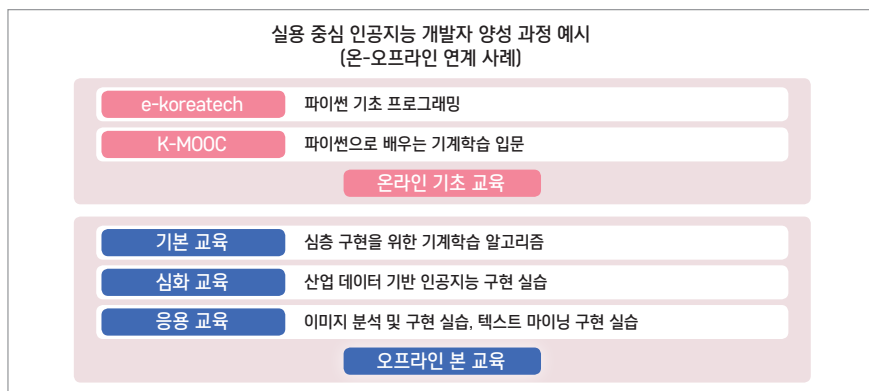 실용 중심 인공지능 개발자 양성 과정 예시
(온-오프라인 연계 사례)
e-koreatech 파이썬 기초 프로그래밍
K-MOOC 파이썬으로 배우는 기계학습 입문
온라인 기초 교육
기본 교육 심층 구현을 위한 기계학습 알고리즘
심화 교육 산업 데이터 기반 인공지능 구현 실습
응용 교육 이미지 분석 및 구현 실습, 텍스트 마이닝 구현 실습
오프라인 본 교육